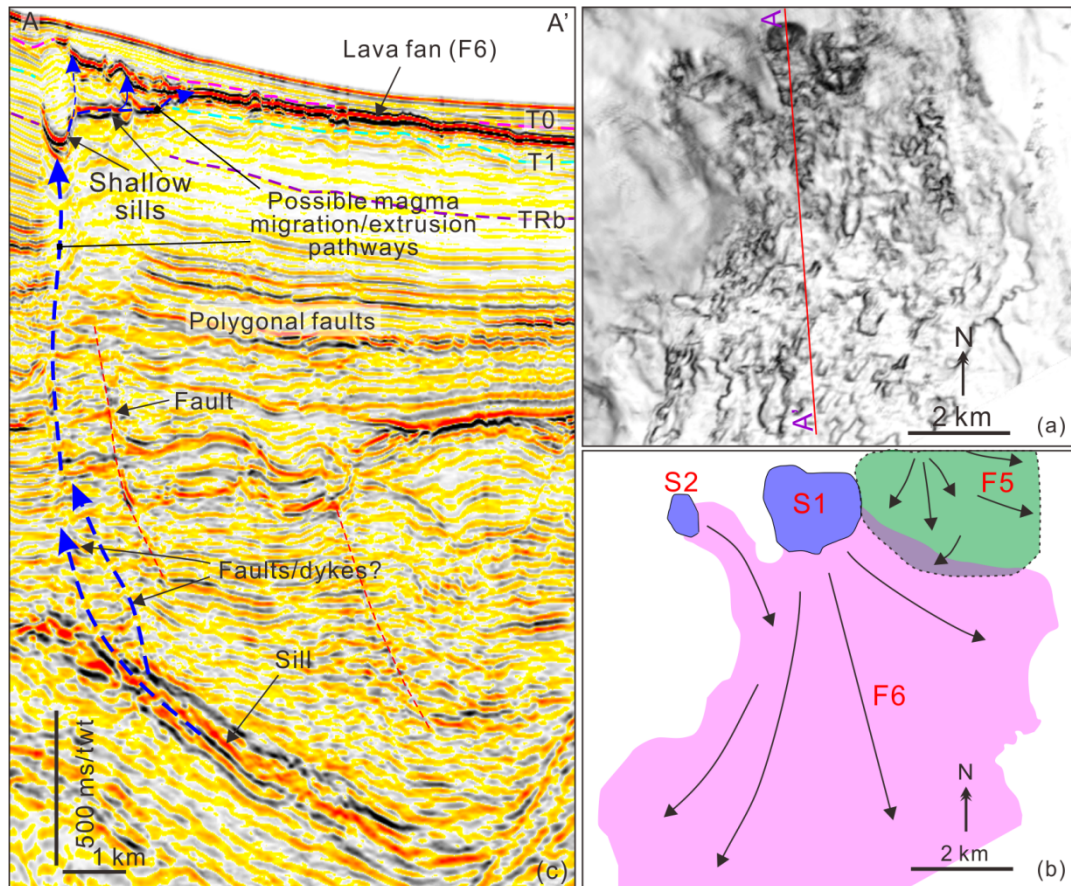 A
A'
Lava fan (F6)
T0
T1
Shallow
sills
Possible magma
migration/extrusion
pathways
TRb
Polygonal faults
Fault
Faults/dykes?
Sill
500 ms/twt
1 km
(c)
A
A'
N
2 km
(a)
S2
S1
F5
F6
N
2 km
(b)